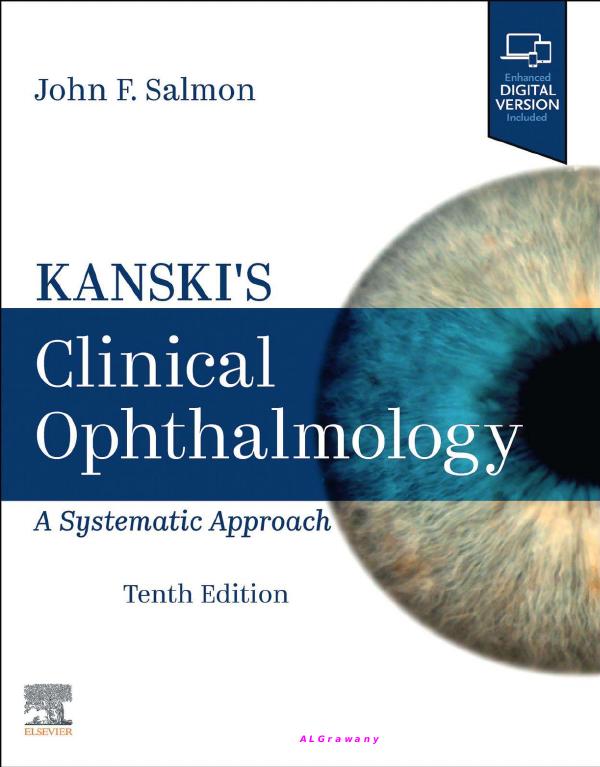 John F. Salmon
Enhanced
DIGITAL
VERSION
Included
KANSKI'S
Clinical
Ophthalmology
A Systematic Approach
Tenth Edition
ELSEVIER
ALGrawany